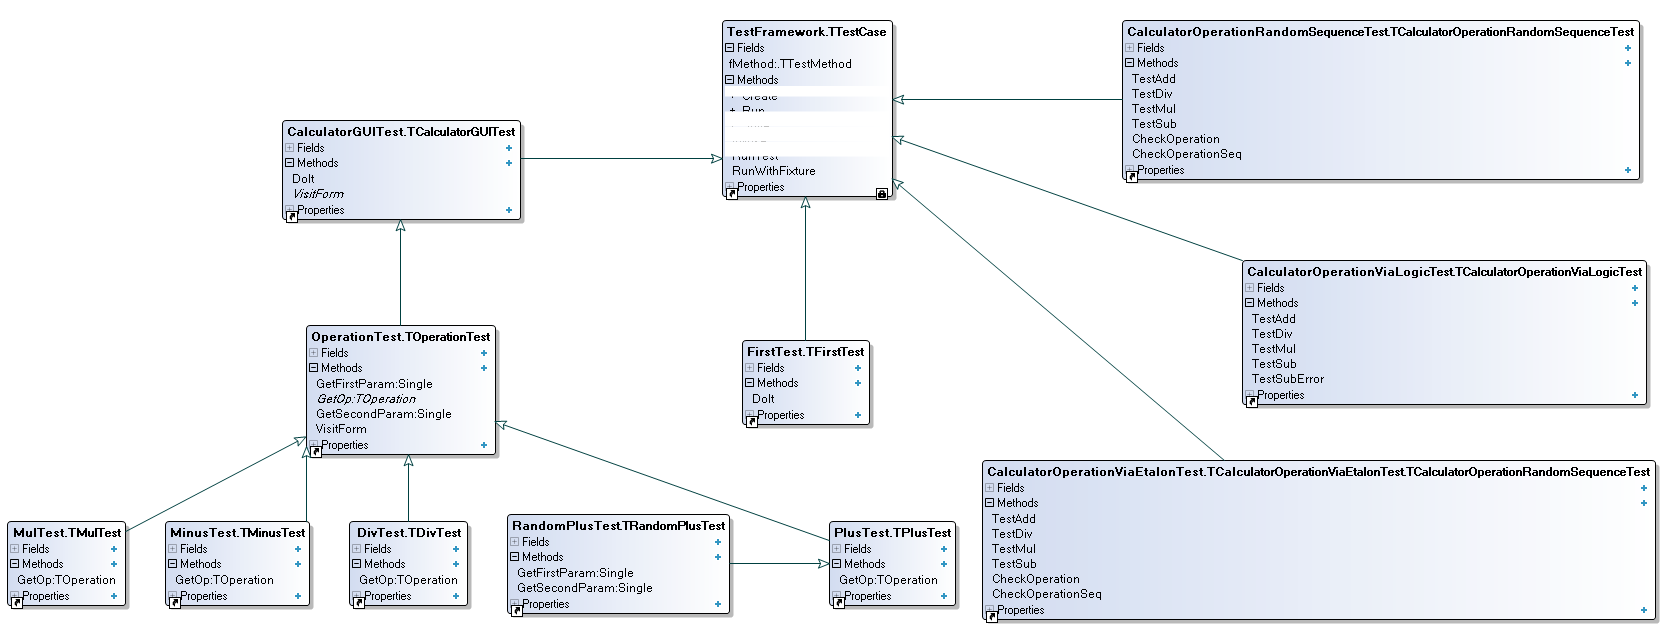 TestFramework.TTestCase
Fields
fMethod:.TTestMethod
Methods
Create
Run
RunTest
RunWithFixture
Properties
CalculatorOperationRandomSequenceTest.TCalculatorOperationRandomSequenceTest
Fields
Methods
TestAdd
TestDiv
TestMul
TestSub
CheckOperation
CheckOperationSeq
Properties
CalculatorGUITest.TCalculatorGUITest
Fields
Methods
DoIt
VisitForm
Properties
CalculatorOperationViaLogicTest.TCalculatorOperationViaLogicTest
Fields
Methods
TestAdd
TestDiv
TestMul
TestSub
TestSubError
Properties
OperationTest.TOperationTest
Fields
Methods
GetFirstParam:Single
GetOp:TOperation
GetSecondParam:Single
VisitForm
Properties
FirstTest.TFirstTest
Fields
Methods
DoIt
Properties
CalculatorOperationViaEtalonTest.TCalculatorOperationViaEtalonTest.TCalculatorOperationRandomSequenceTest
Fields
Methods
TestAdd
TestDiv
TestMul
TestSub
CheckOperation
CheckOperationSeq
Properties
MulTest.TMulTest
Fields
Methods
GetOp:TOperation
Properties
MinusTest.TMinusTest
Fields
Methods
GetOp:TOperation
Properties
DivTest.TDivTest
Fields
Methods
GetOp:TOperation
Properties
RandomPlusTest.TRandomPlusTest
Fields
Methods
GetFirstParam:Single
GetSecondParam:Single
Properties
PlusTest.TPlusTest
Fields
Methods
GetOp:TOperation
Properties